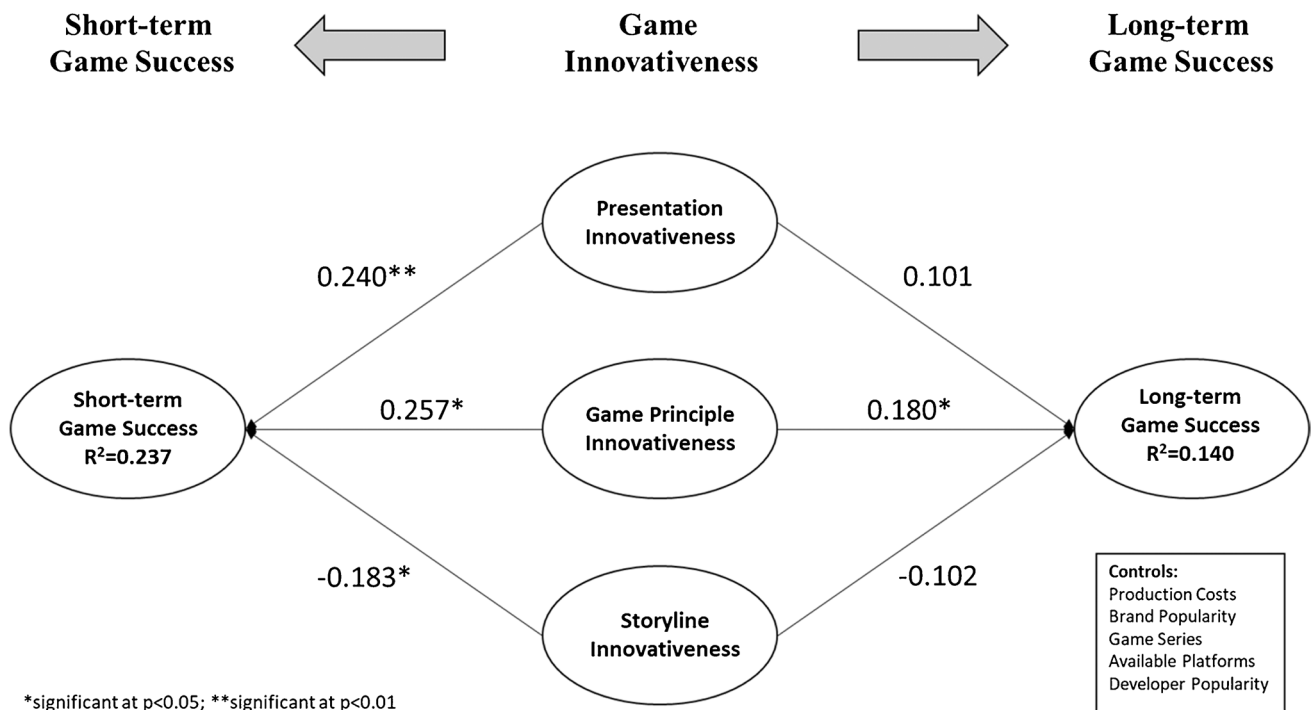 Short-term
Game Success
Game
Innovativeness
Long-term
Game Success
Presentation
Innovativeness
0.240**
0.101
Short-term
Game Success
R²=0.237
0.257*
Game Principle
Innovativeness
0.180*
Long-term
Game Success
R²=0.140
-0.183*
-0.102
Storyline
Innovativeness
Controls:
Production Costs
Brand Popularity
Game Series
Available Platforms
Developer Popularity
*significant at p<0.05; **significant at p<0.01